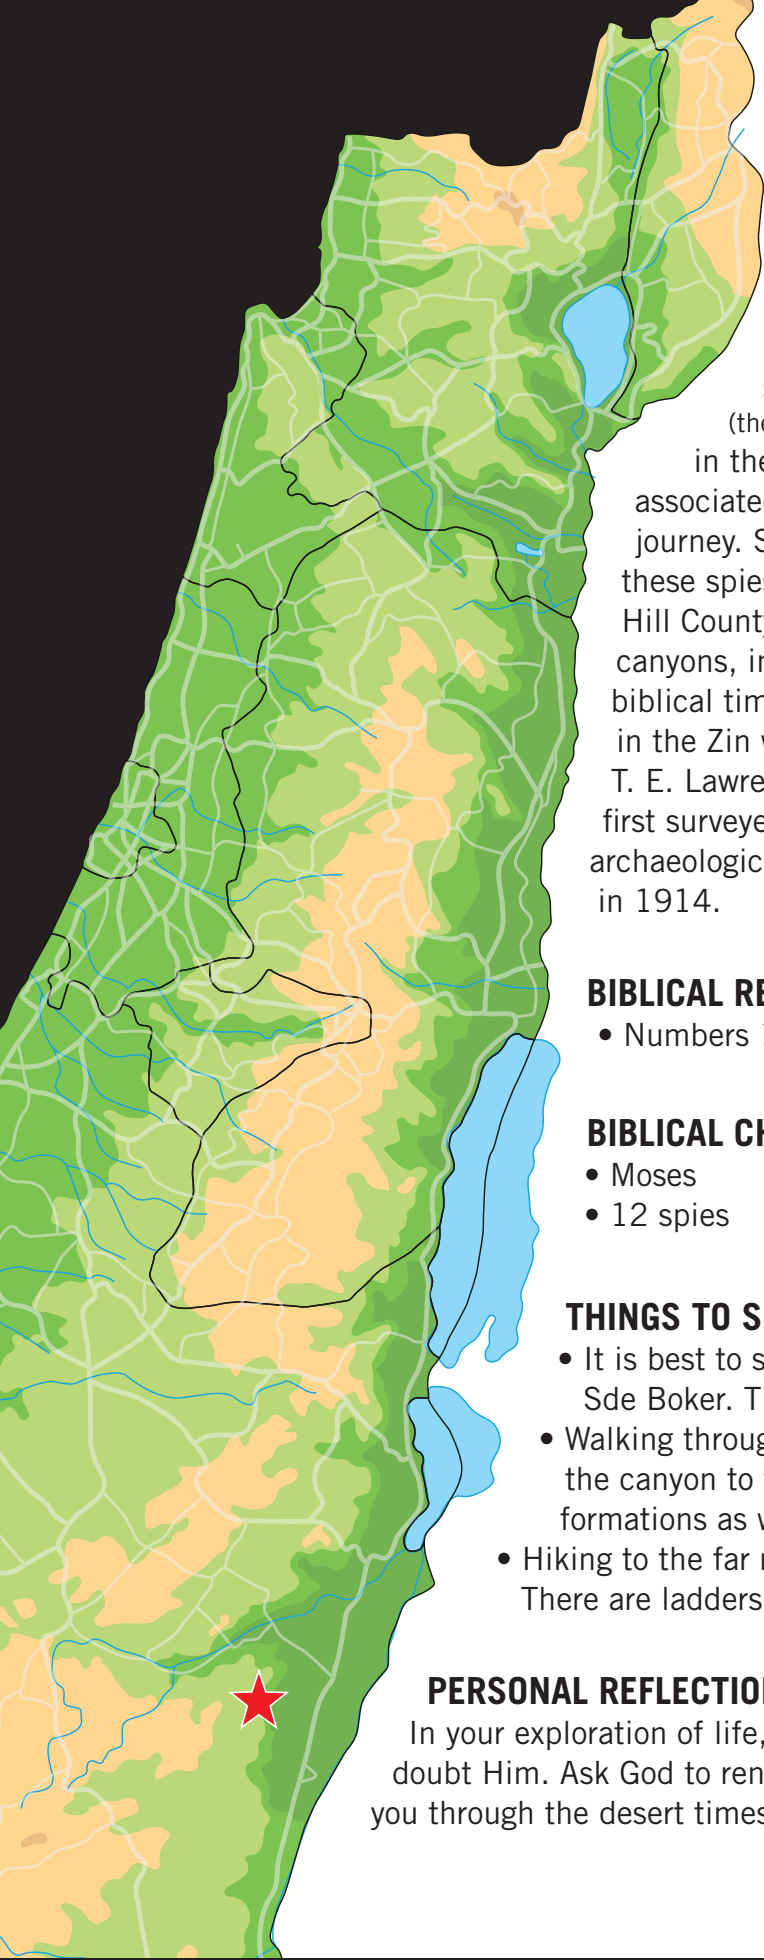 (the
in the
associated
journey. S
these spies
Hill County
canyons, in
biblical tim
in the Zin
T. E. Lawre
first surveye
archaeologic
in 1914.
BIBLICAL RE
• Numbers
BIBLICAL CH
• Moses
• 12 spies
THINGS TO S
• It is best to s
Sde Boker. T
• Walking throug
the canyon to
formations as w
• Hiking to the far
There are ladders
PERSONAL REFLECTIO
In your exploration of life,
doubt Him. Ask God to ren
you through the desert times